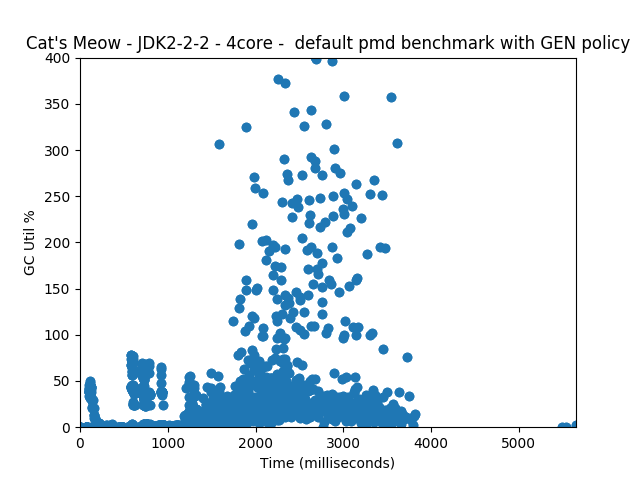 Cat's Meow - JDK2-2-2 - 4core -  default pmd benchmark with GEN policy
400
350
300
250
200
150
100
50
0
GC Util %
0 1000 2000 3000 4000 5000
Time (milliseconds)